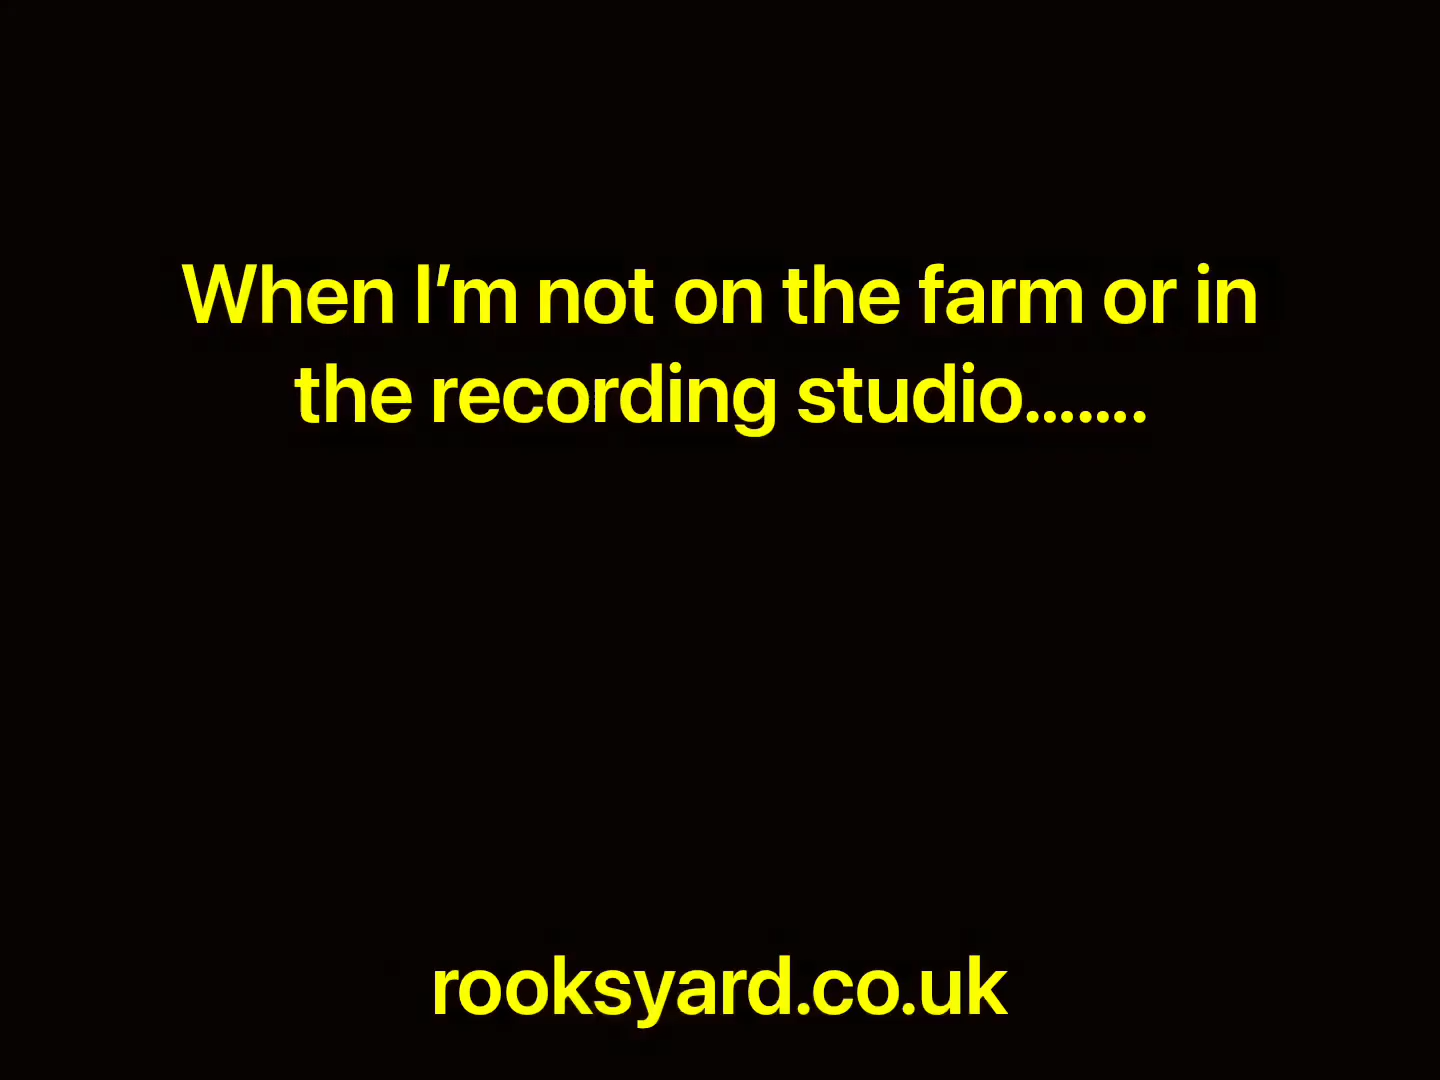 When I’m not on the farm or in
the recording studio.......
rooksyard.co.uk